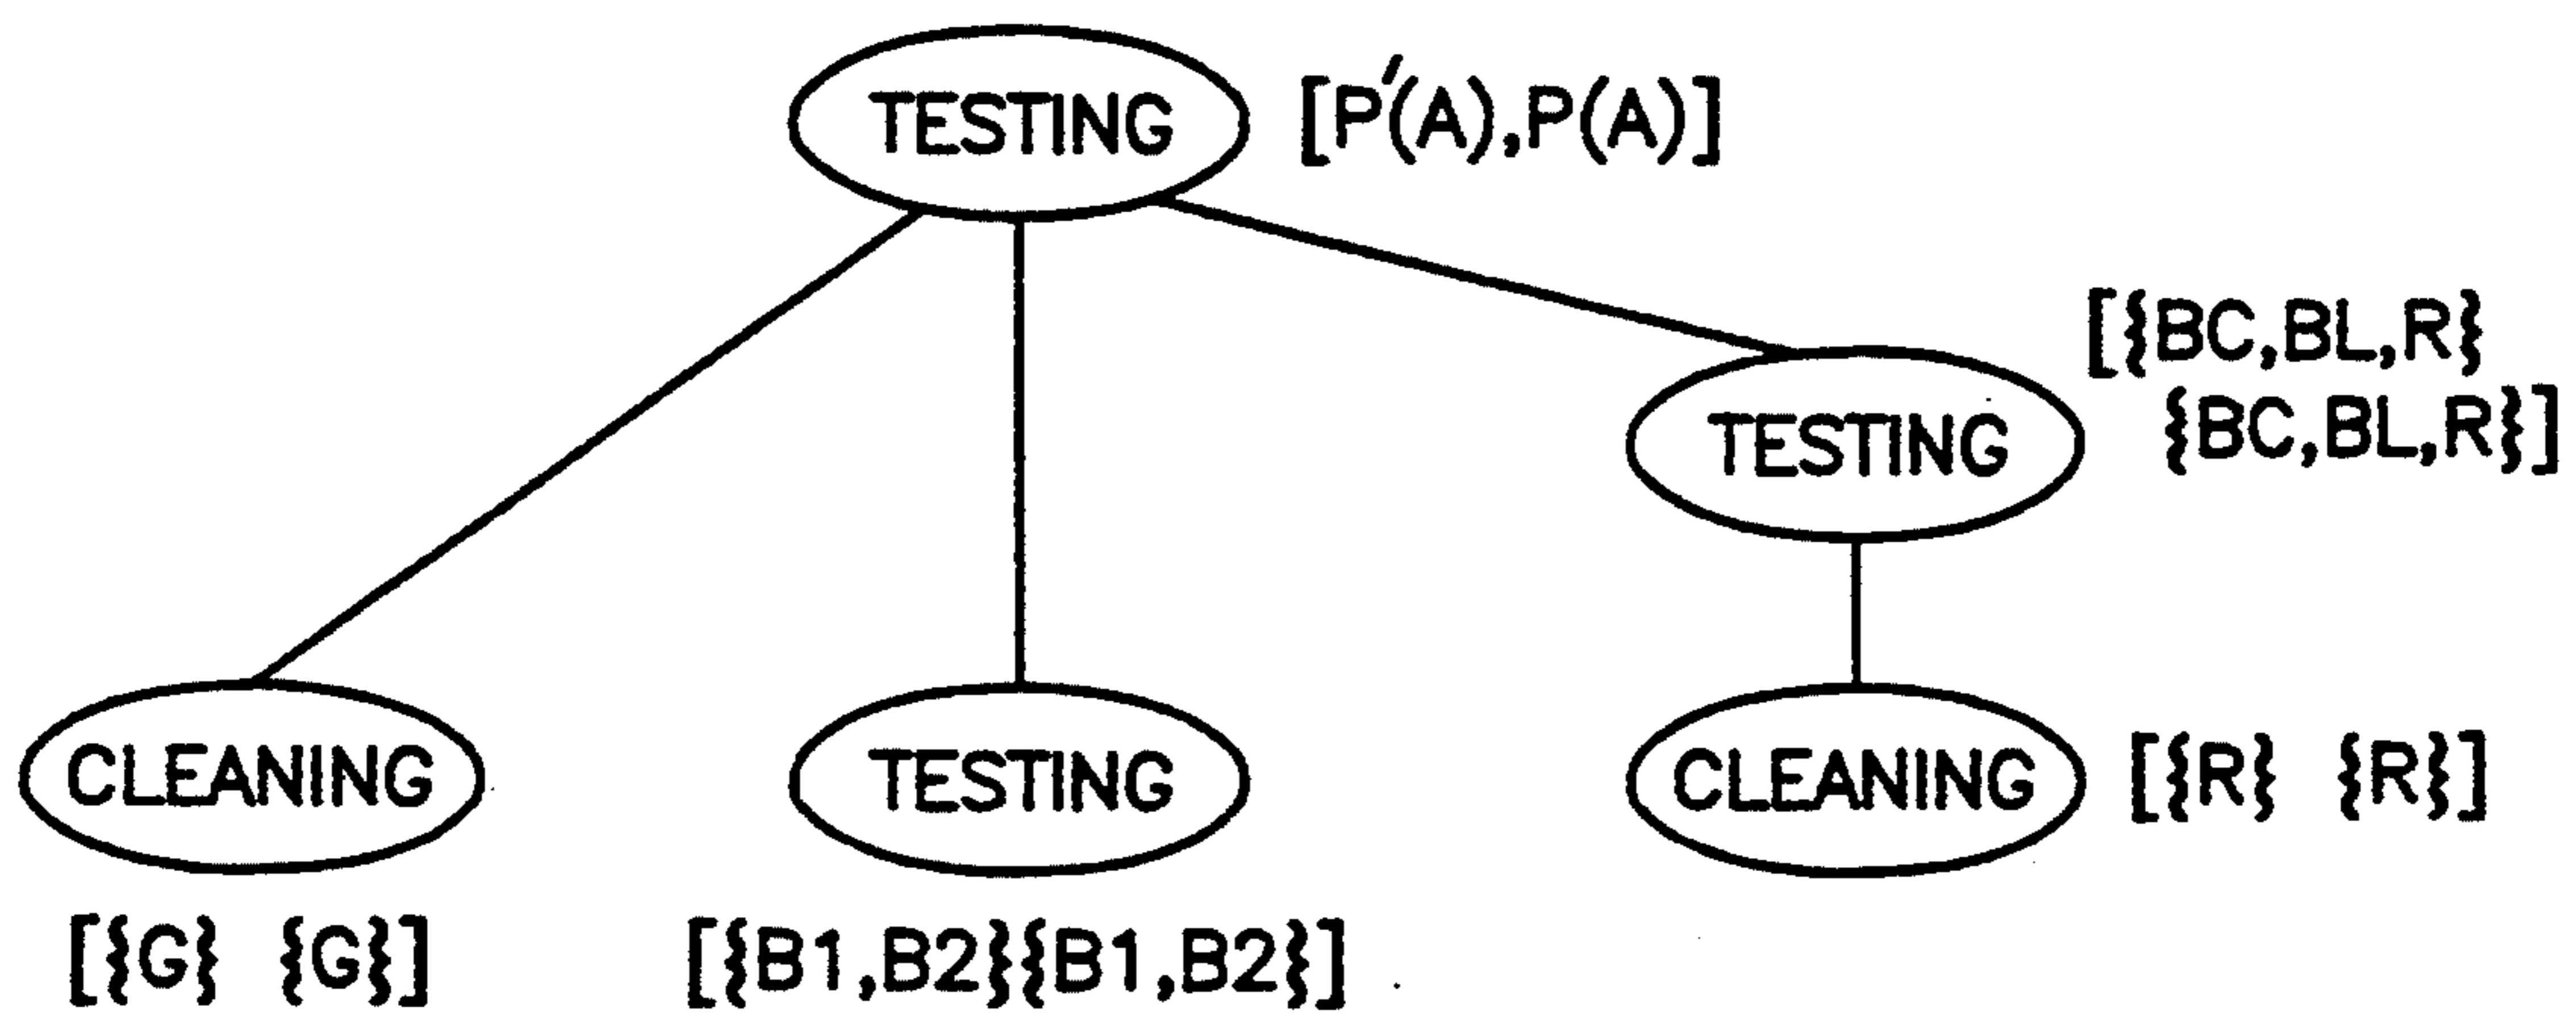 TESTING [P′(A),P(A)]
[{BC,BL,R}
{BC,BL,R}]
TESTING
CLEANING
TESTING
CLEANING [{R} {R}]
[{G} {G}]
[{B1,B2}{B1,B2}]